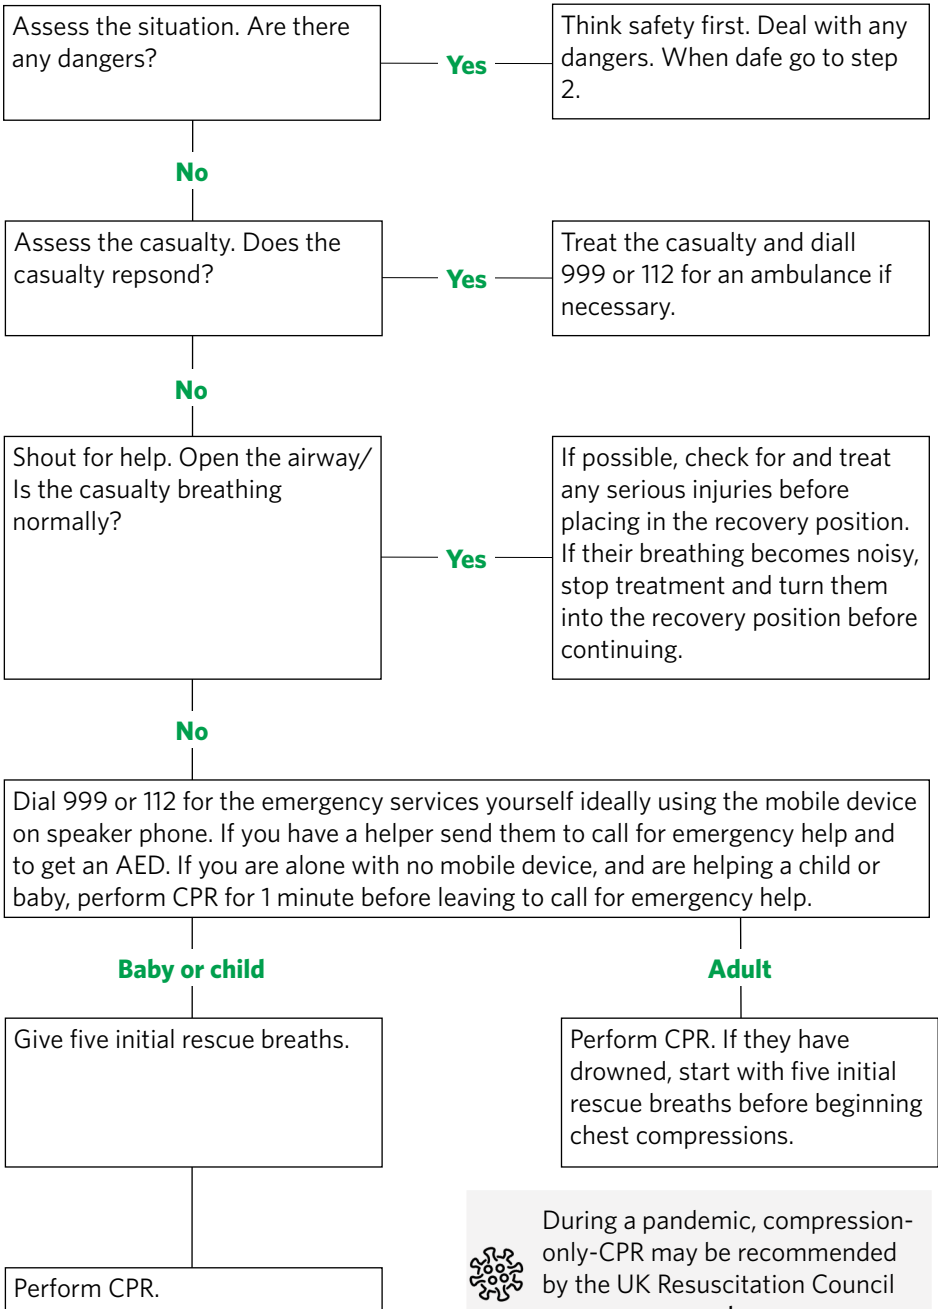 Assess the situation. Are there
any dangers?
Yes
Think safety first. Deal with any
dangers. When dafe go to step
2.
No
Assess the casualty. Does the
casualty repsond?
Yes
Treat the casualty and diall
999 or 112 for an ambulance if
necessary.
No
Shout for help. Open the airway/
Is the casualty breathing
normally?
Yes
If possible, check for and treat
any serious injuries before
placing in the recovery position.
If their breathing becomes noisy,
stop treatment and turn them
into the recovery position before
continuing.
No
Dial 999 or 112 for the emergency services yourself ideally using the mobile device
on speaker phone. If you have a helper send them to call for emergency help and
to get an AED. If you are alone with no mobile device, and are helping a child or
baby, perform CPR for 1 minute before leaving to call for emergency help.
Baby or child
Adult
Give five initial rescue breaths.
Perform CPR. If they have
drowned, start with five initial
rescue breaths before beginning
chest compressions.
Perform CPR.
During a pandemic, compression-
only-CPR may be recommended
by the UK Resuscitation Council